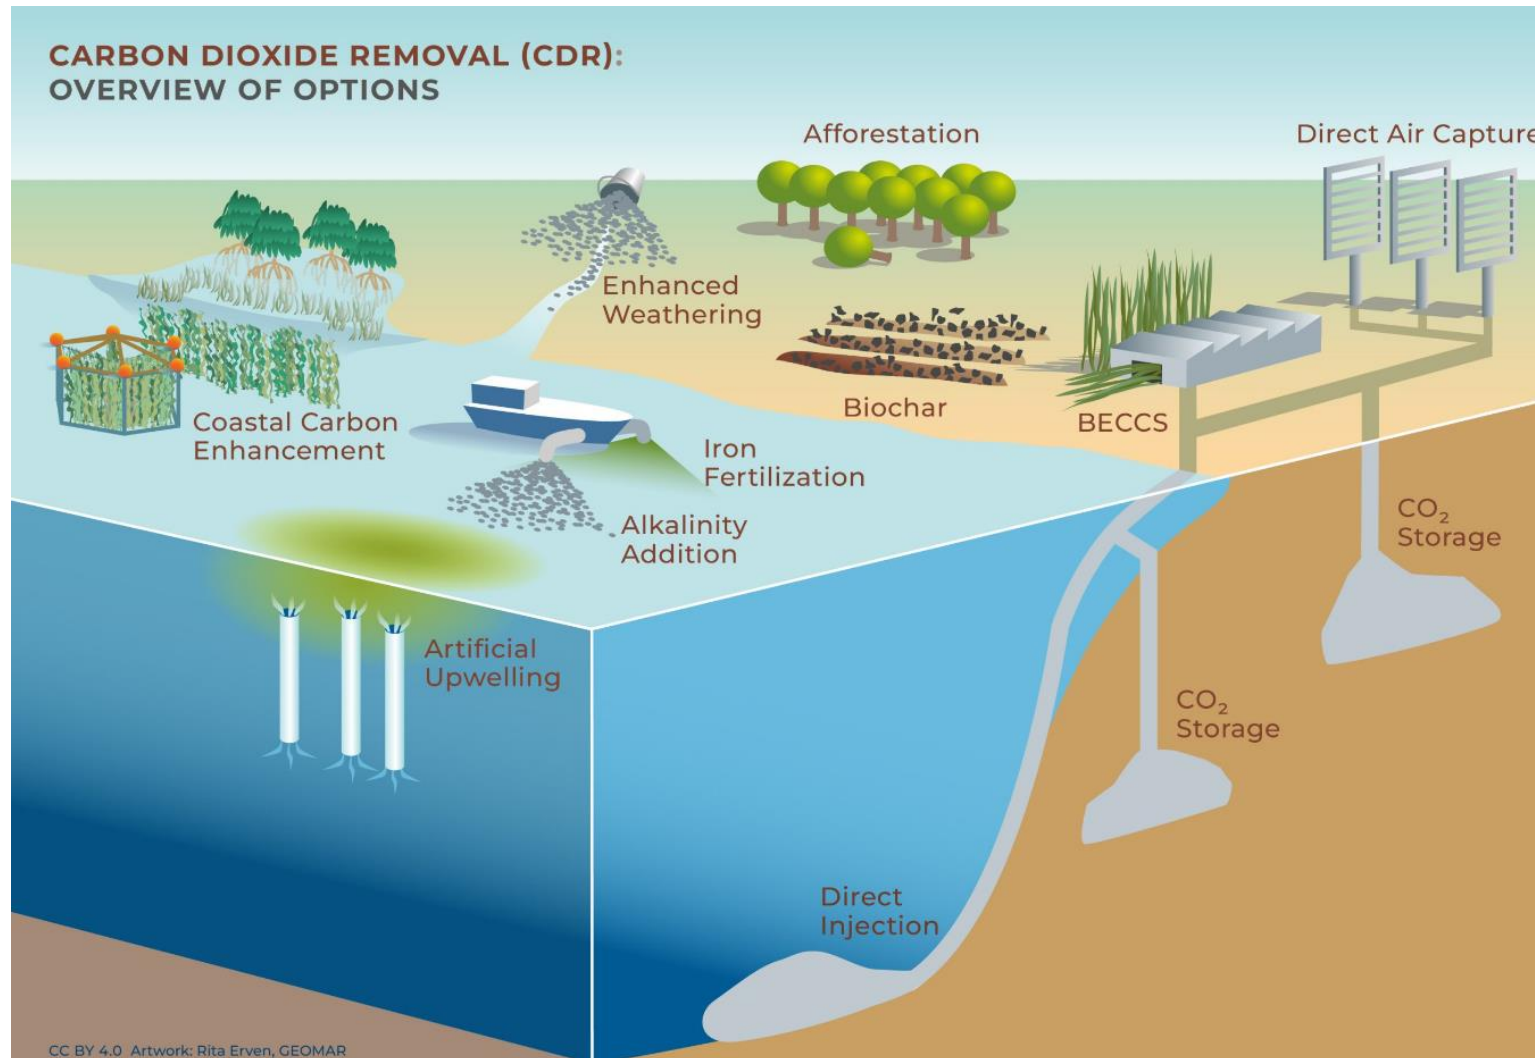 CARBON DIOXIDE REMOVAL (CDR):
OVERVIEW OF OPTIONS
Afforestation
Direct Air Capture
Enhanced
Weathering
Biochar
BECCS
Coastal Carbon
Enhancement
Iron
Fertilization
Alkalinity
Addition
CO₂
Storage
Artificial
Upwelling
CO₂
Storage
Direct
Injection
CC BY 4.0 Artwork: Rita Erven, GEOMAR